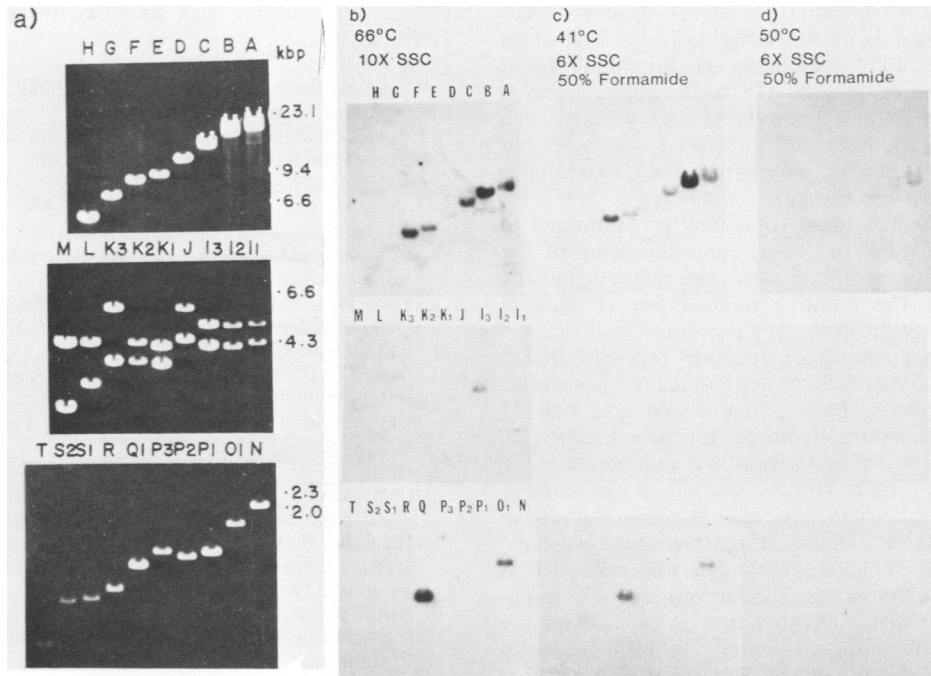 a)
H G F E D C B A
kbp
·23.1
·9.4
·6.6
M L K3 K2 K1 J I3 I2 I1
·6.6
·4.3
T S2 S1 R Q1 P3 P2 P1 O1 N
·2.3
·2.0
b)
66°C
10X SSC
H G F E D C B A
M L K3 K2 K1 J I3 I2 I1
T S2 S1 R Q P3 P2 P1 O1 N
c)
41°C
6X SSC
50% Formamide
d)
50°C
6X SSC
50% Formamide